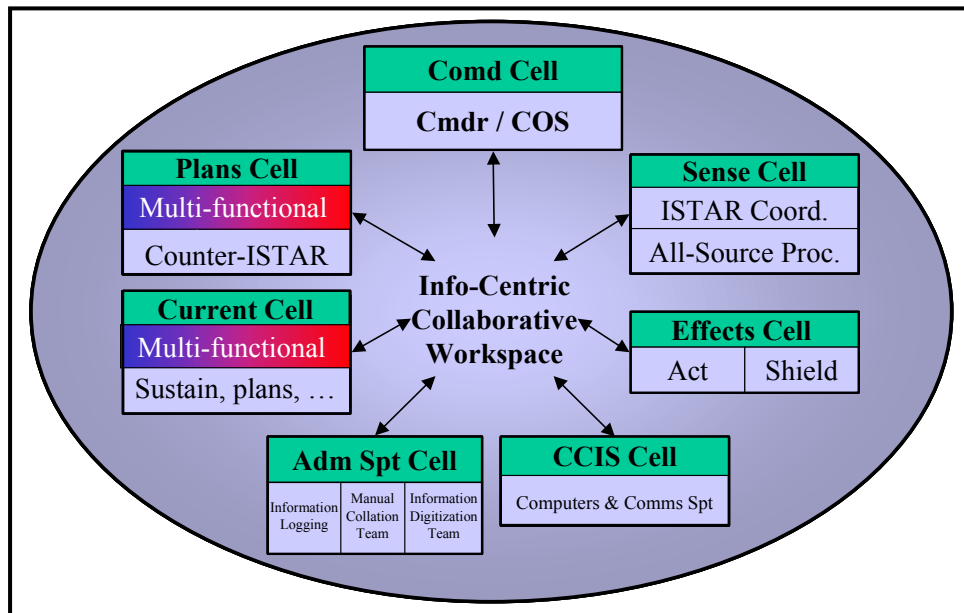 Comd Cell
Cmdr / COS
Plans Cell
Multi-functional
Counter-ISTAR
Sense Cell
ISTAR Coord.
All-Source Proc.
Info-Centric
Collaborative
Workspace
Current Cell
Multi-functional
Sustain, plans, …
Effects Cell
Act
Shield
Adm Spt Cell
Information
Logging
Manual
Collation
Team
Information
Digitization
Team
CCIS Cell
Computers & Comms Spt